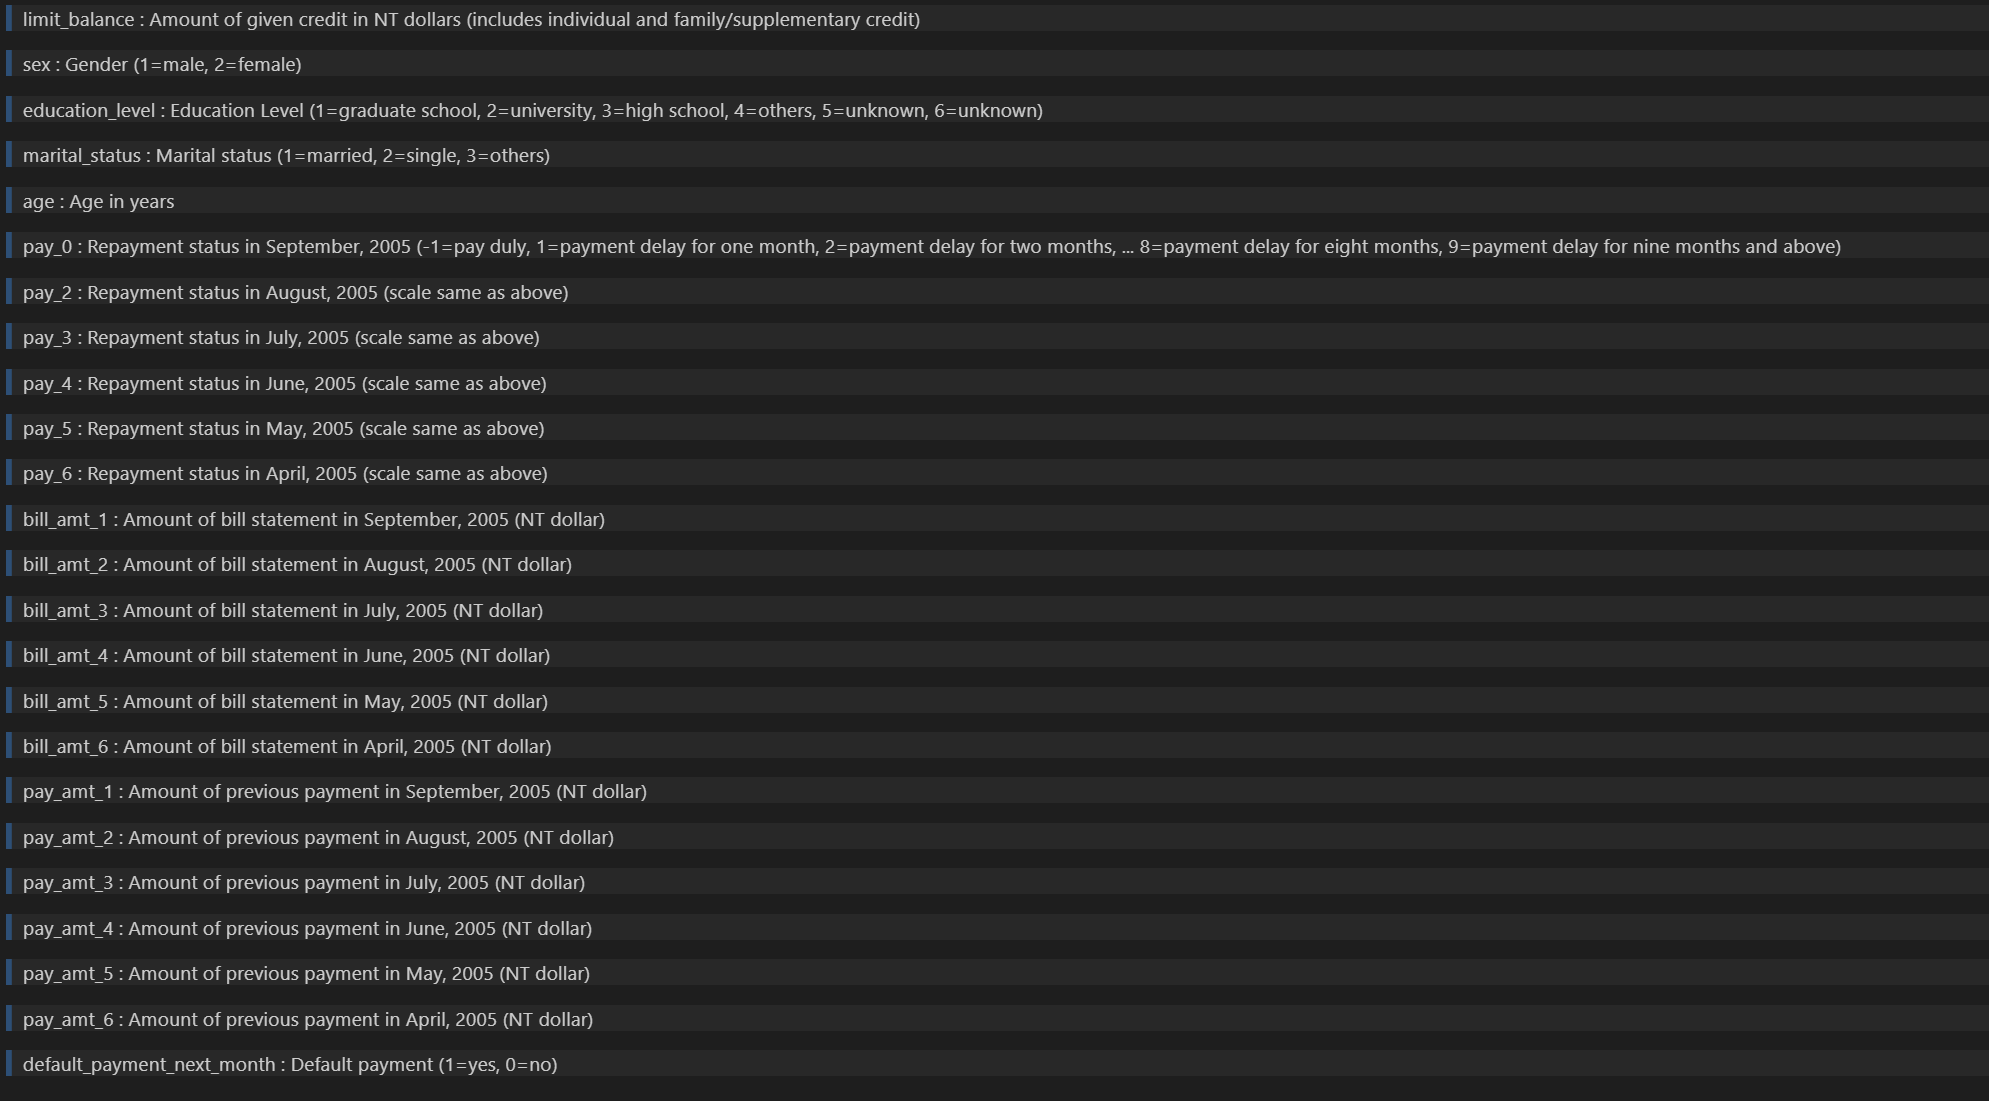 limit_balance : Amount of given credit in NT dollars (includes individual and family/supplementary credit)
sex : Gender (1=male, 2=female)
education_level : Education Level (1=graduate school, 2=university, 3=high school, 4=others, 5=unknown, 6=unknown)
marital_status : Marital status (1=married, 2=single, 3=others)
age : Age in years
pay_0 : Repayment status in September, 2005 (-1=pay duly, 1=payment delay for one month, 2=payment delay for two months, ... 8=payment delay for eight months, 9=payment delay for nine months and above)
pay_2 : Repayment status in August, 2005 (scale same as above)
pay_3 : Repayment status in July, 2005 (scale same as above)
pay_4 : Repayment status in June, 2005 (scale same as above)
pay_5 : Repayment status in May, 2005 (scale same as above)
pay_6 : Repayment status in April, 2005 (scale same as above)
bill_amt_1 : Amount of bill statement in September, 2005 (NT dollar)
bill_amt_2 : Amount of bill statement in August, 2005 (NT dollar)
bill_amt_3 : Amount of bill statement in July, 2005 (NT dollar)
bill_amt_4 : Amount of bill statement in June, 2005 (NT dollar)
bill_amt_5 : Amount of bill statement in May, 2005 (NT dollar)
bill_amt_6 : Amount of bill statement in April, 2005 (NT dollar)
pay_amt_1 : Amount of previous payment in September, 2005 (NT dollar)
pay_amt_2 : Amount of previous payment in August, 2005 (NT dollar)
pay_amt_3 : Amount of previous payment in July, 2005 (NT dollar)
pay_amt_4 : Amount of previous payment in June, 2005 (NT dollar)
pay_amt_5 : Amount of previous payment in May, 2005 (NT dollar)
pay_amt_6 : Amount of previous payment in April, 2005 (NT dollar)
default_payment_next_month : Default payment (1=yes, 0=no)